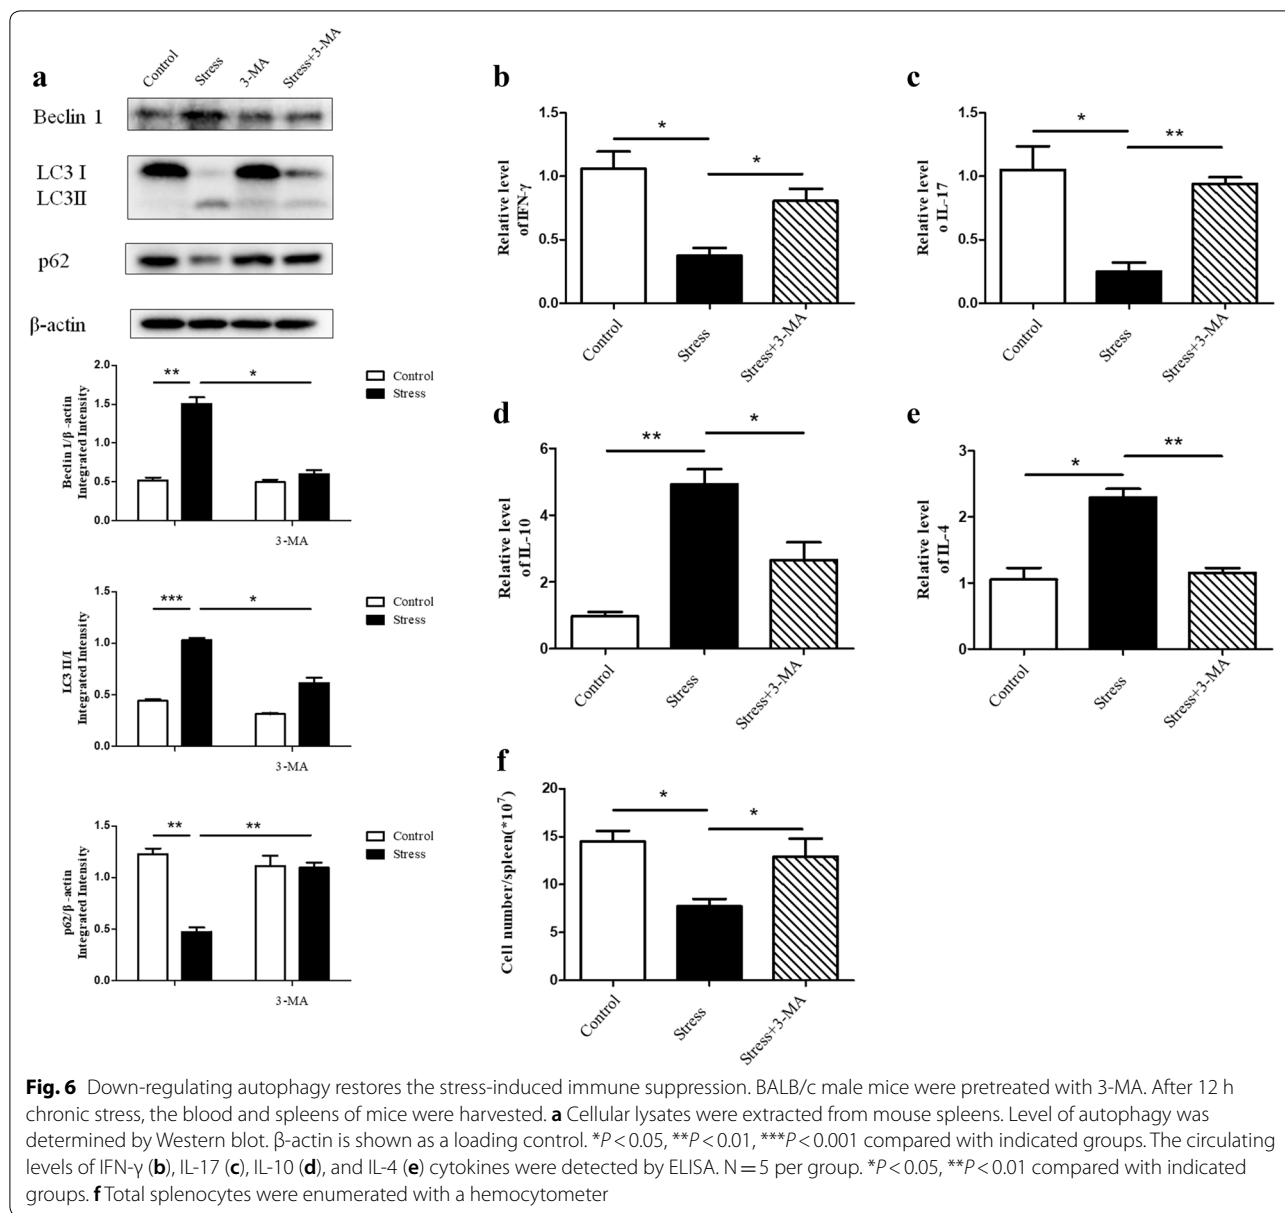 a
Control
Stress
3-MA
Stress+3-MA
Beclin 1
LC3 I
LC3II
p62
β-actin
2.0
1.5
1.0
0.5
0.0
Beclin 1/β-actin
Integrated Intensity
**
*
Control
Stress
3-MA
1.5
1.0
0.5
0.0
LC3 II/I
Integrated Intensity
***
*
Control
Stress
3-MA
1.5
1.0
0.5
0.0
p62/β-actin
Integrated Intensity
**
**
Control
Stress
3-MA
b
1.5
1.0
0.5
0.0
Relative level
of IFN-γ
*
*
Control
Stress
Stress+3-MA
c
1.5
1.0
0.5
0.0
Relative level
o IL-17
*
**
Control
Stress
Stress+3-MA
d
6
4
2
0
Relative level
of IL-10
**
*
Control
Stress
Stress+3-MA
e
3
2
1
0
Relative level
of IL-4
*
**
Control
Stress
Stress+3-MA
f
20
15
10
5
0
Cell number/spleen(*10⁷)
*
*
Control
Stress
Stress+3-MA
Fig. 6 Down-regulating autophagy restores the stress-induced immune suppression. BALB/c male mice were pretreated with 3-MA. After 12 h
chronic stress, the blood and spleens of mice were harvested. a Cellular lysates were extracted from mouse spleens. Level of autophagy was
determined by Western blot. β-actin is shown as a loading control. *P < 0.05, **P < 0.01, ***P < 0.001 compared with indicated groups. The circulating
levels of IFN-γ (b), IL-17 (c), IL-10 (d), and IL-4 (e) cytokines were detected by ELISA. N = 5 per group. *P < 0.05, **P < 0.01 compared with indicated
groups. f Total splenocytes were enumerated with a hemocytometer